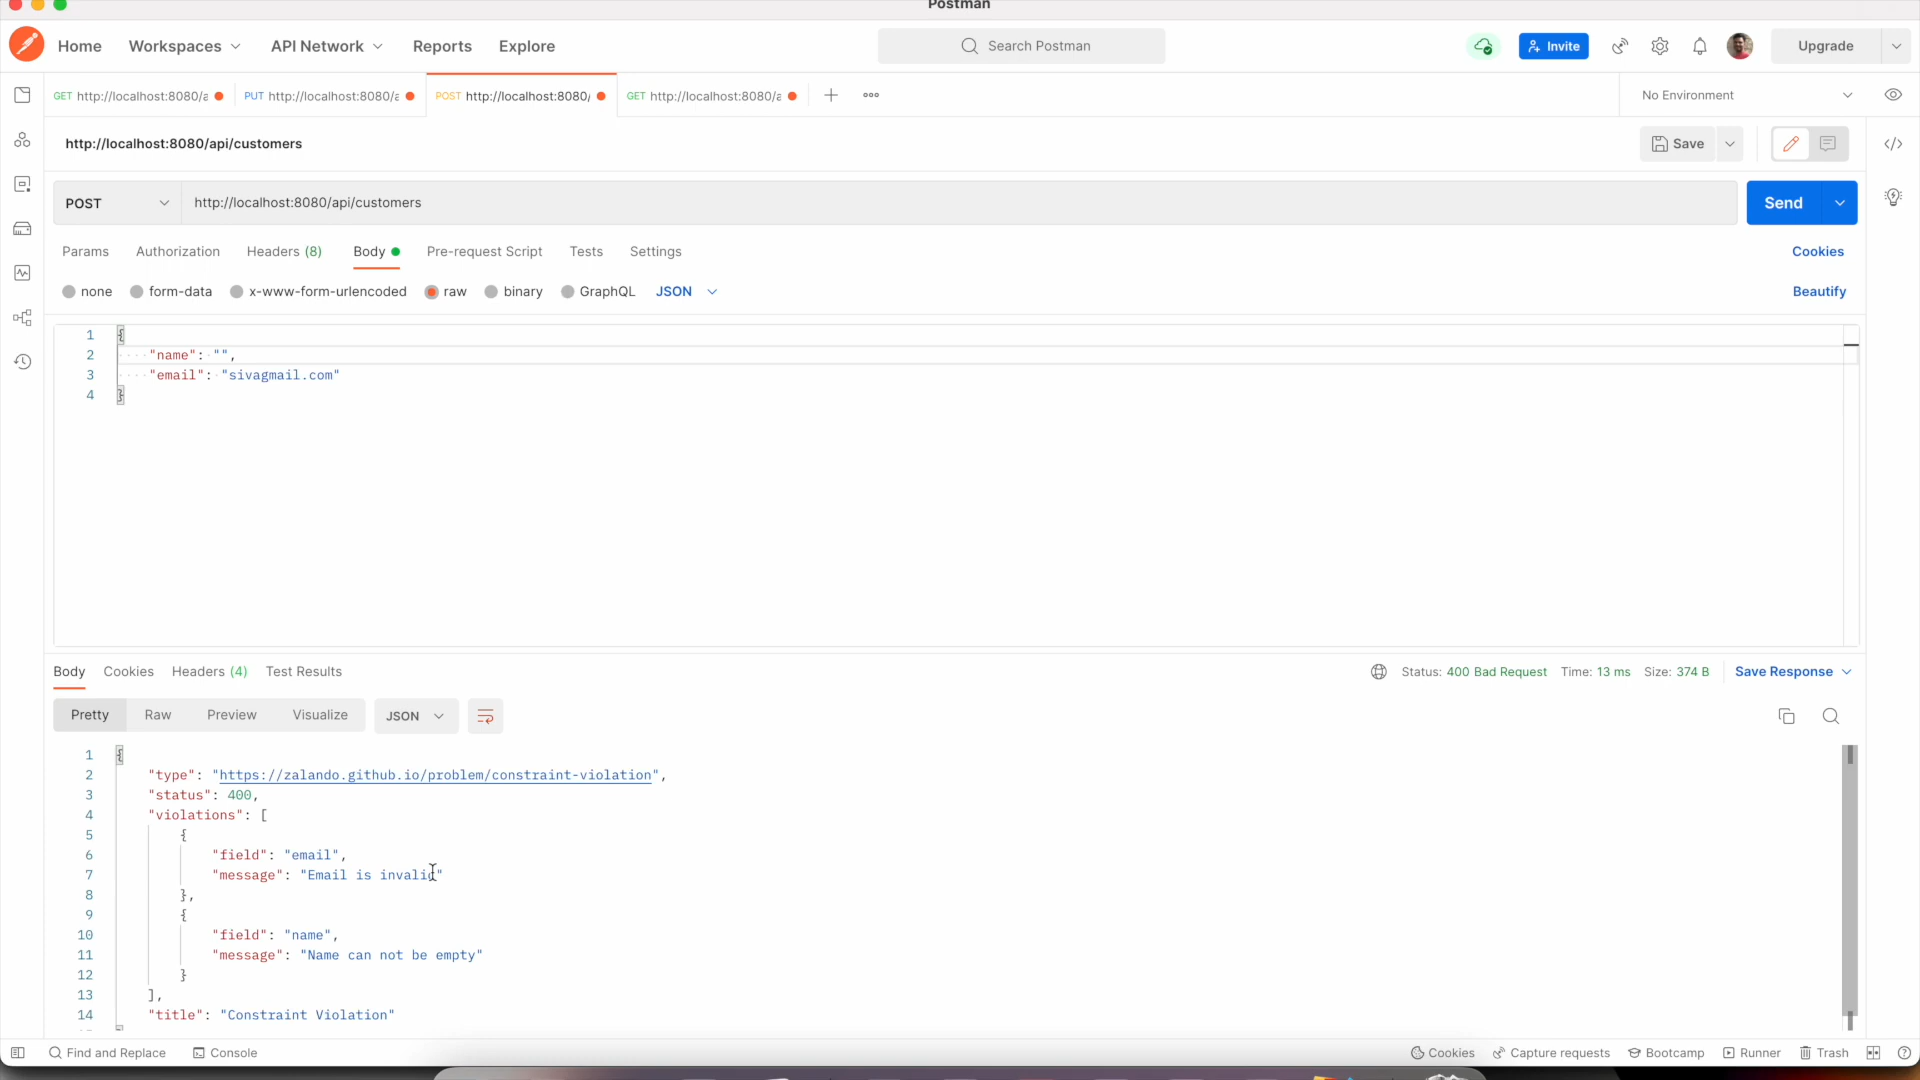 Postman
Home Workspaces API Network Reports Explore Search Postman Invite Upgrade
GET http://localhost:8080/a PUT http://localhost:8080/a POST http://localhost:8080/ GET http://localhost:8080/a No Environment
http://localhost:8080/api/customers Save
POST http://localhost:8080/api/customers Send
Params Authorization Headers (8) Body Pre-request Script Tests Settings Cookies
none form-data x-www-form-urlencoded raw binary GraphQL JSON Beautify
1 {
2 "name": "",
3 "email": "sivagmail.com"
4 }
Body Cookies Headers (4) Test Results Status: 400 Bad Request Time: 13 ms Size: 374 B Save Response
Pretty Raw Preview Visualize JSON
1 {
2 "type": "https://zalando.github.io/problem/constraint-violation",
3 "status": 400,
4 "violations": [
5 {
6 "field": "email",
7 "message": "Email is invalid"
8 },
9 {
10 "field": "name",
11 "message": "Name can not be empty"
12 }
13 ],
14 "title": "Constraint Violation"
Find and Replace Console Cookies Capture requests Bootcamp Runner Trash